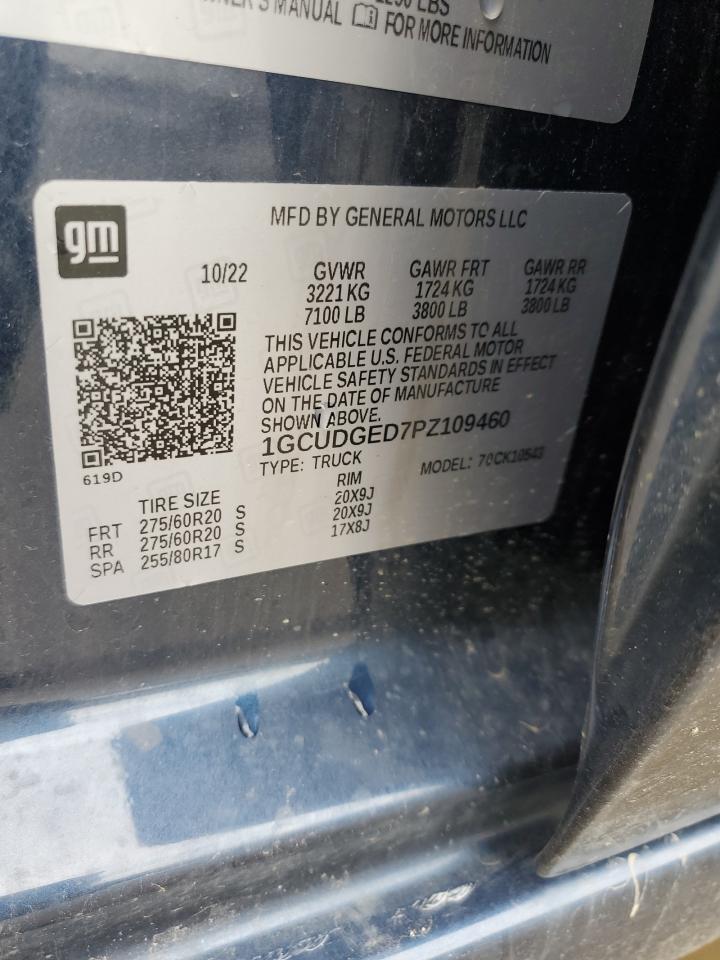 1250 LBS
OWNER'S MANUAL FOR MORE INFORMATION
gm
MFD BY GENERAL MOTORS LLC
10/22
GVWR
3221 KG
7100 LB
GAWR FRT
1724 KG
3800 LB
GAWR RR
1724 KG
3800 LB
THIS VEHICLE CONFORMS TO ALL
APPLICABLE U.S. FEDERAL MOTOR
VEHICLE SAFETY STANDARDS IN EFFECT
ON THE DATE OF MANUFACTURE
SHOWN ABOVE.
1GCUDGED7PZ109460
TYPE: TRUCK MODEL: 70CK10543
619D
TIRE SIZE RIM
FRT 275/60R20 S 20X9J
RR 275/60R20 S 20X9J
SPA 255/80R17 S 17X8J